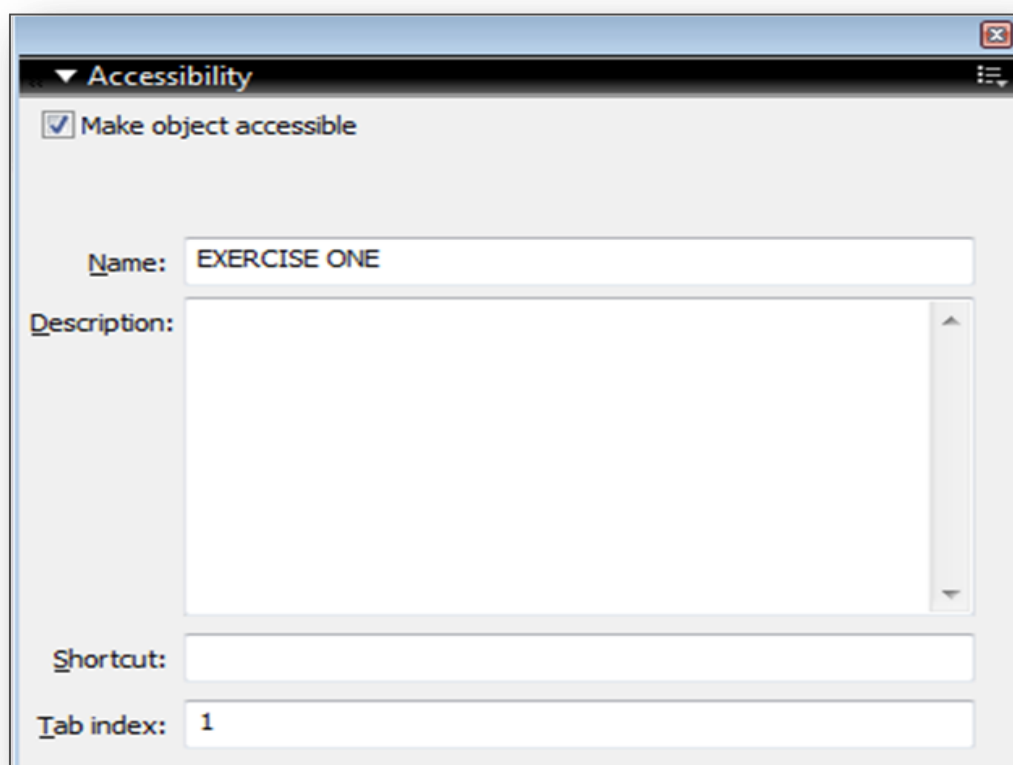 Accessibility
Make object accessible
Name: EXERCISE ONE
Description:
Shortcut:
Tab index: 1